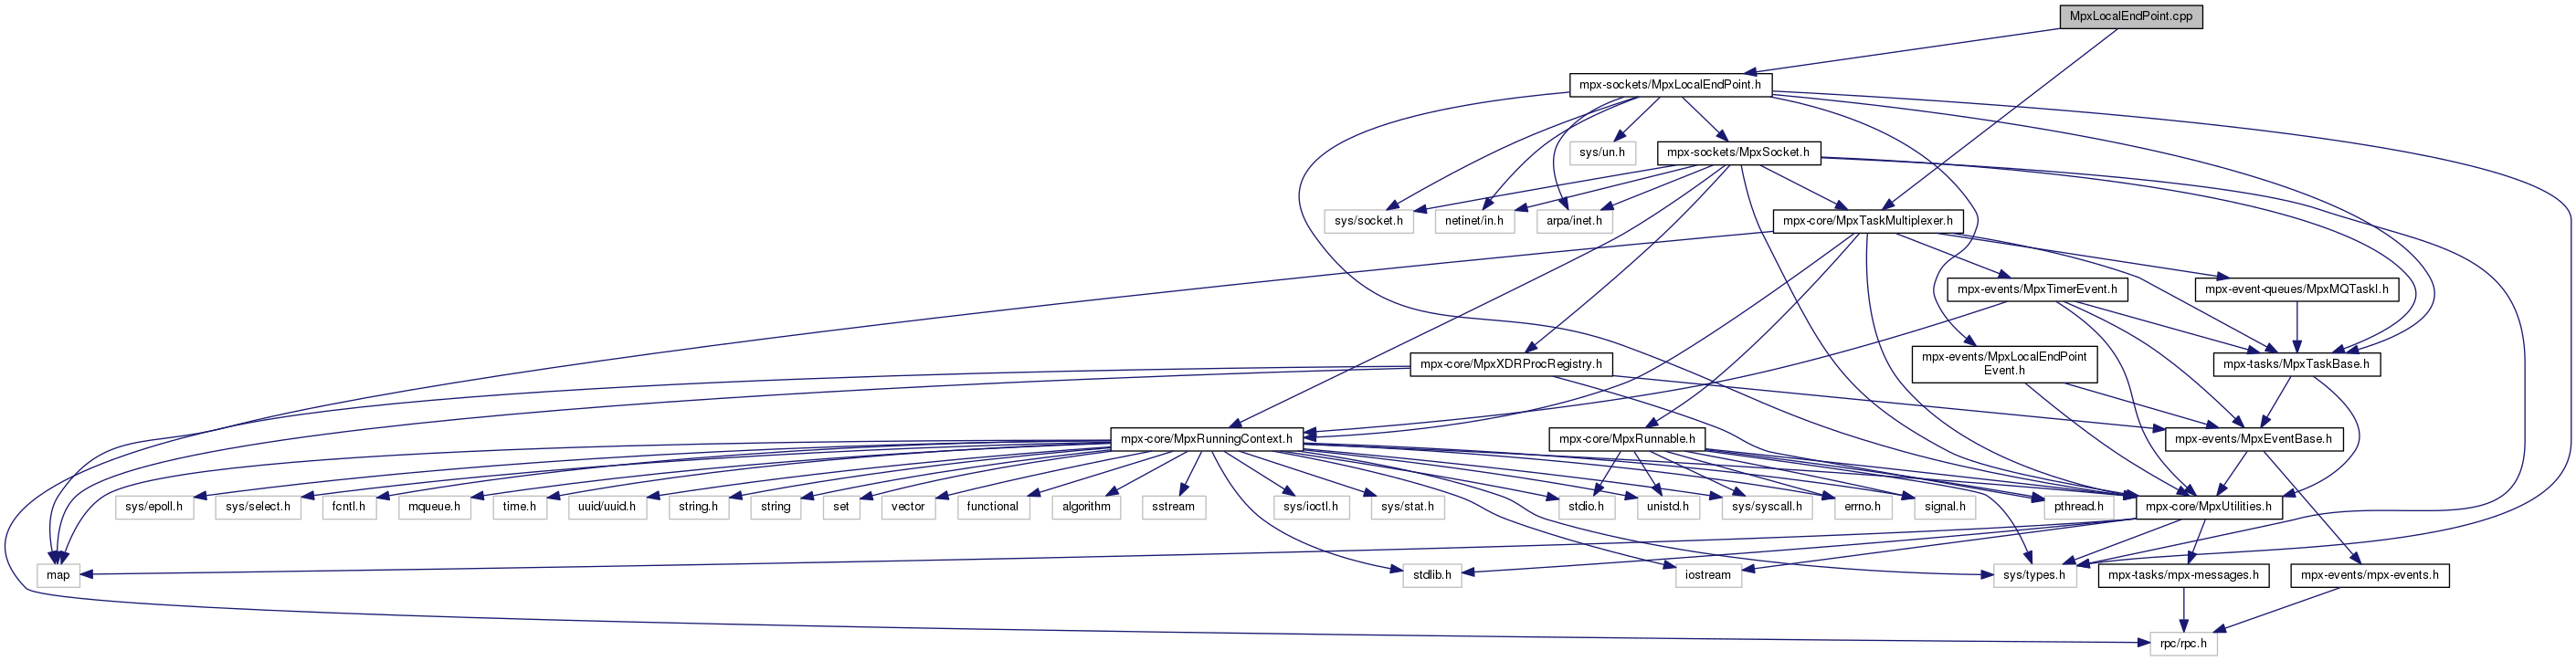 MpxLocalEndPoint.cpp
mpx-sockets/MpxLocalEndPoint.h
sys/un.h
mpx-sockets/MpxSocket.h
sys/socket.h
netinet/in.h
arpa/inet.h
mpx-core/MpxTaskMultiplexer.h
mpx-events/MpxTimerEvent.h
mpx-event-queues/MpxMQTaskI.h
mpx-core/MpxXDRProcRegistry.h
mpx-events/MpxLocalEndPoint
Event.h
mpx-tasks/MpxTaskBase.h
mpx-core/MpxRunningContext.h
mpx-core/MpxRunnable.h
mpx-events/MpxEventBase.h
sys/epoll.h
sys/select.h
fcntl.h
mqueue.h
time.h
uuid/uuid.h
string.h
string
set
vector
functional
algorithm
sstream
sys/ioctl.h
sys/stat.h
stdio.h
unistd.h
sys/syscall.h
errno.h
signal.h
pthread.h
mpx-core/MpxUtilities.h
map
stdlib.h
iostream
sys/types.h
mpx-tasks/mpx-messages.h
mpx-events/mpx-events.h
rpc/rpc.h